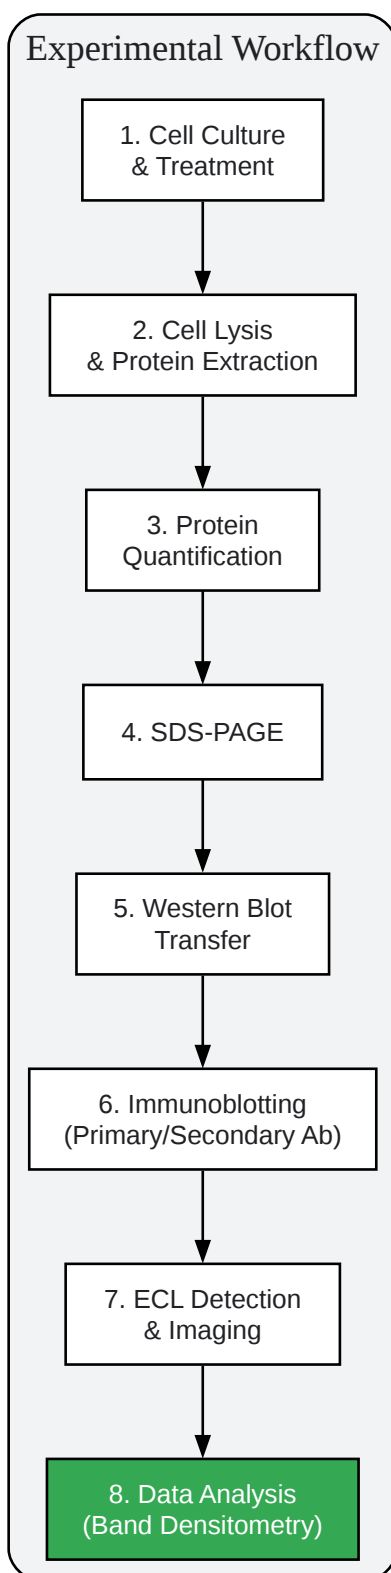 Experimental Workflow
1. Cell Culture
& Treatment
2. Cell Lysis
& Protein Extraction
3. Protein
Quantification
4. SDS-PAGE
5. Western Blot
Transfer
6. Immunoblotting
(Primary/Secondary Ab)
7. ECL Detection
& Imaging
8. Data Analysis
(Band Densitometry)